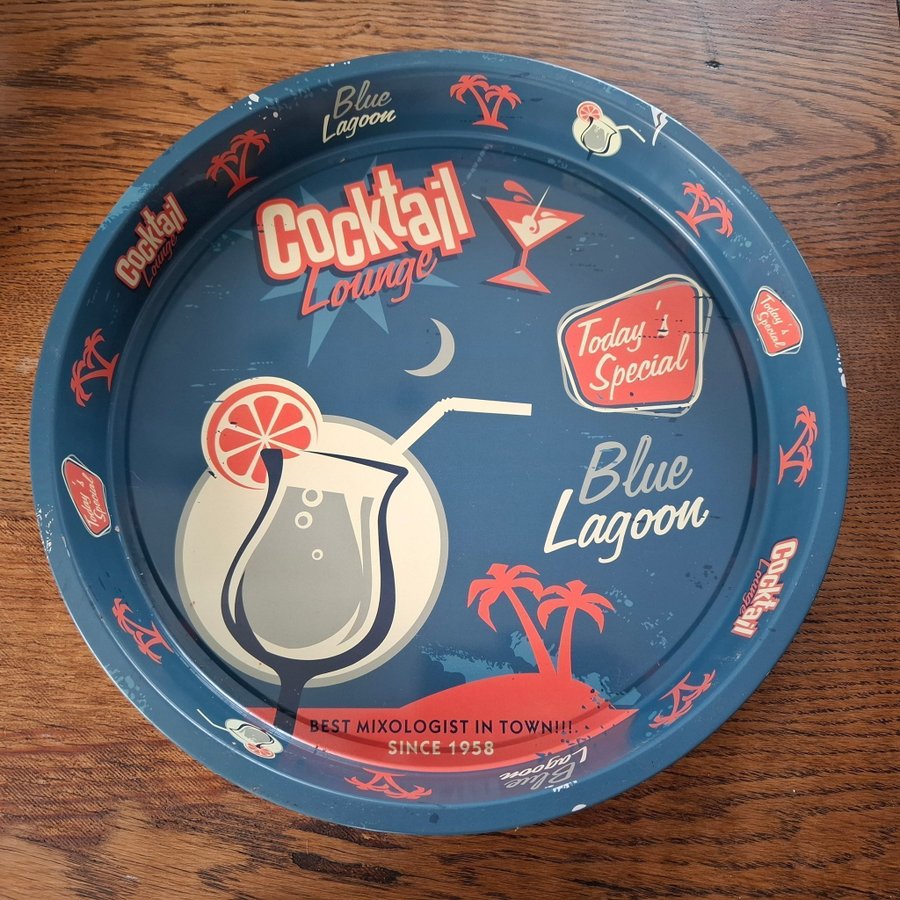 Blue
Lagoon
Cocktail
Lounge
Cocktail
Lounge
Today's
Special
Today's
Special
Blue
Lagoon
Today's
Special
Cocktail
Lounge
BEST MIXOLOGIST IN TOWN!!!
SINCE 1958
Blue
Lagoon